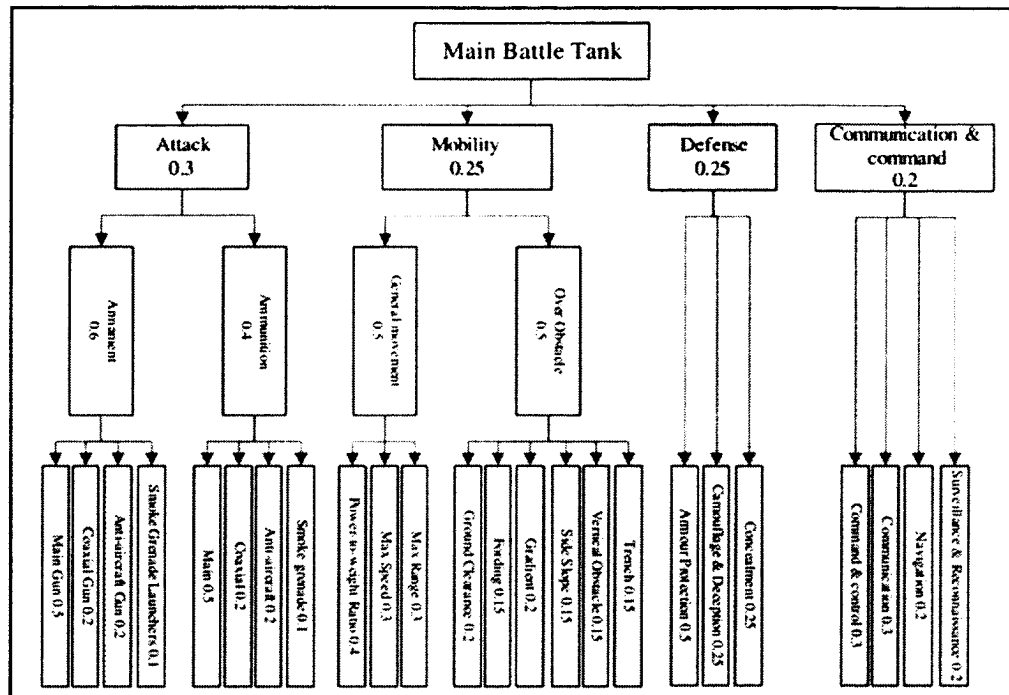 Main Battle Tank
Attack
0.3
Mobility
0.25
Defense
0.25
Communication &
command
0.2
Armament
0.6
Ammunition
0.4
General movement
0.5
Over Obstacle
0.5
Main Gun 0.5
Coaxial Gun 0.2
Anti-aircraft Gun 0.2
Smoke Grenade Launchers 0.1
Main 0.5
Coaxial 0.2
Anti-aircraft 0.2
Smoke grenade 0.1
Power-to-wight Ratio 0.4
Max Speed 0.3
Max Range 0.3
Ground Clearance 0.2
Fording 0.15
Gradient 0.2
Side Slope 0.15
Vertical Obstacle 0.15
Trench 0.15
Armour Protection 0.5
Camouflage & Deception 0.25
Concealment 0.25
Command & control 0.3
Communication 0.3
Navigation 0.2
Surveillance & Reconnaissance 0.2